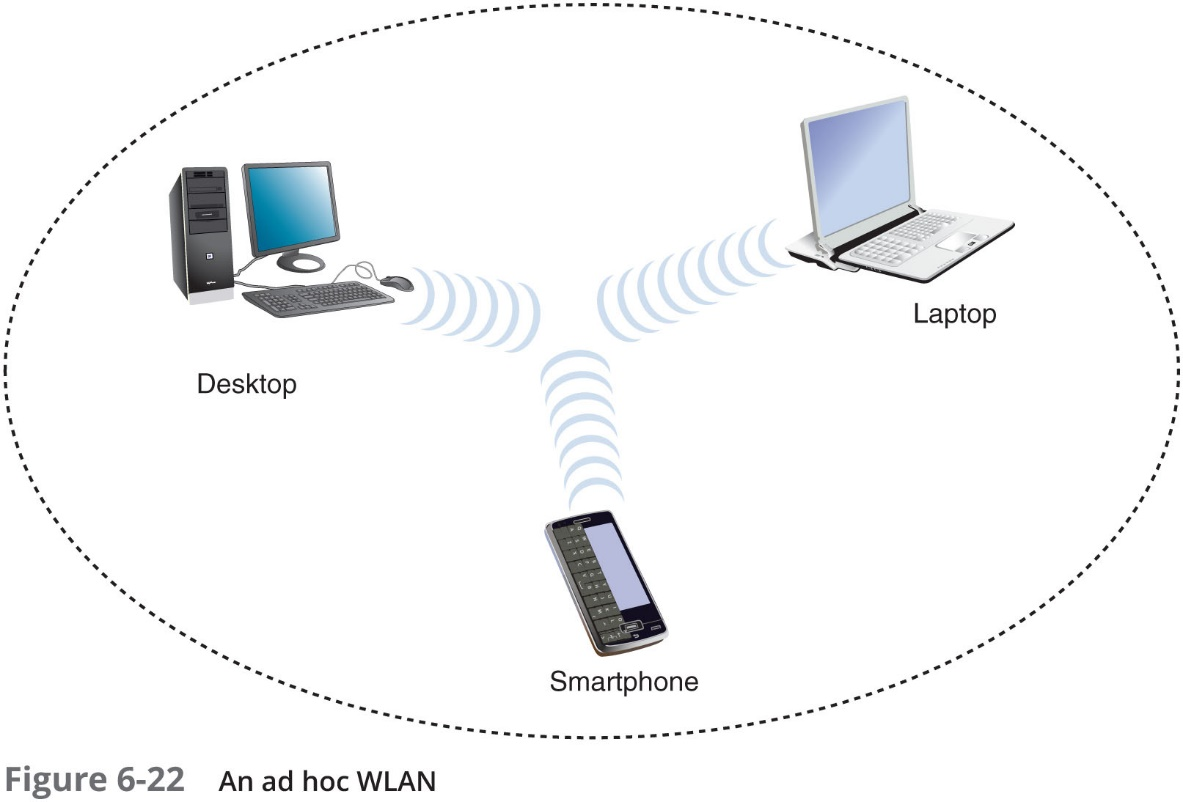 Desktop
Laptop
Smartphone
Figure 6-22 An ad hoc WLAN